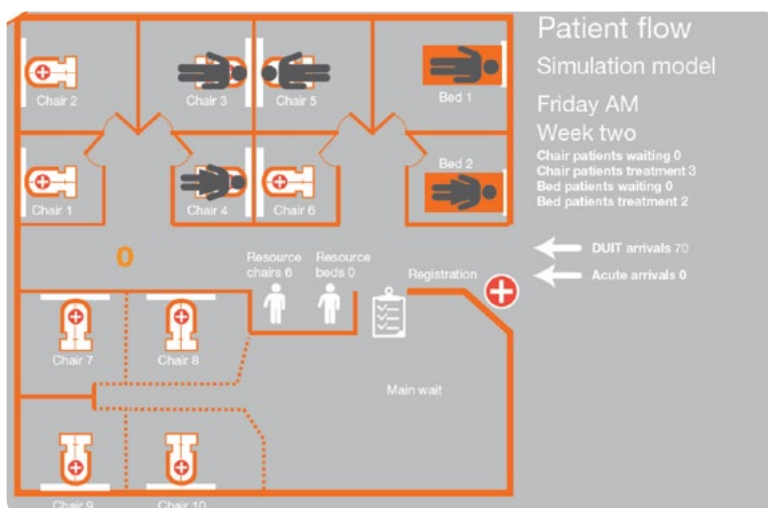 Patient flow
Simulation model
Friday AM
Week two
Chair patients waiting 0
Chair patients treatment 3
Bed patients waiting 0
Bed patients treatment 2
DUIT arrivals 70
Acute arrivals 0
Chair 2
Chair 3
Chair 5
Bed 1
Chair 1
Chair 4
Chair 6
Bed 2
0
Resource
chairs 6
Resource
beds 0
Registration
Chair 7
Chair 8
Main wait
Chair 9
Chair 10